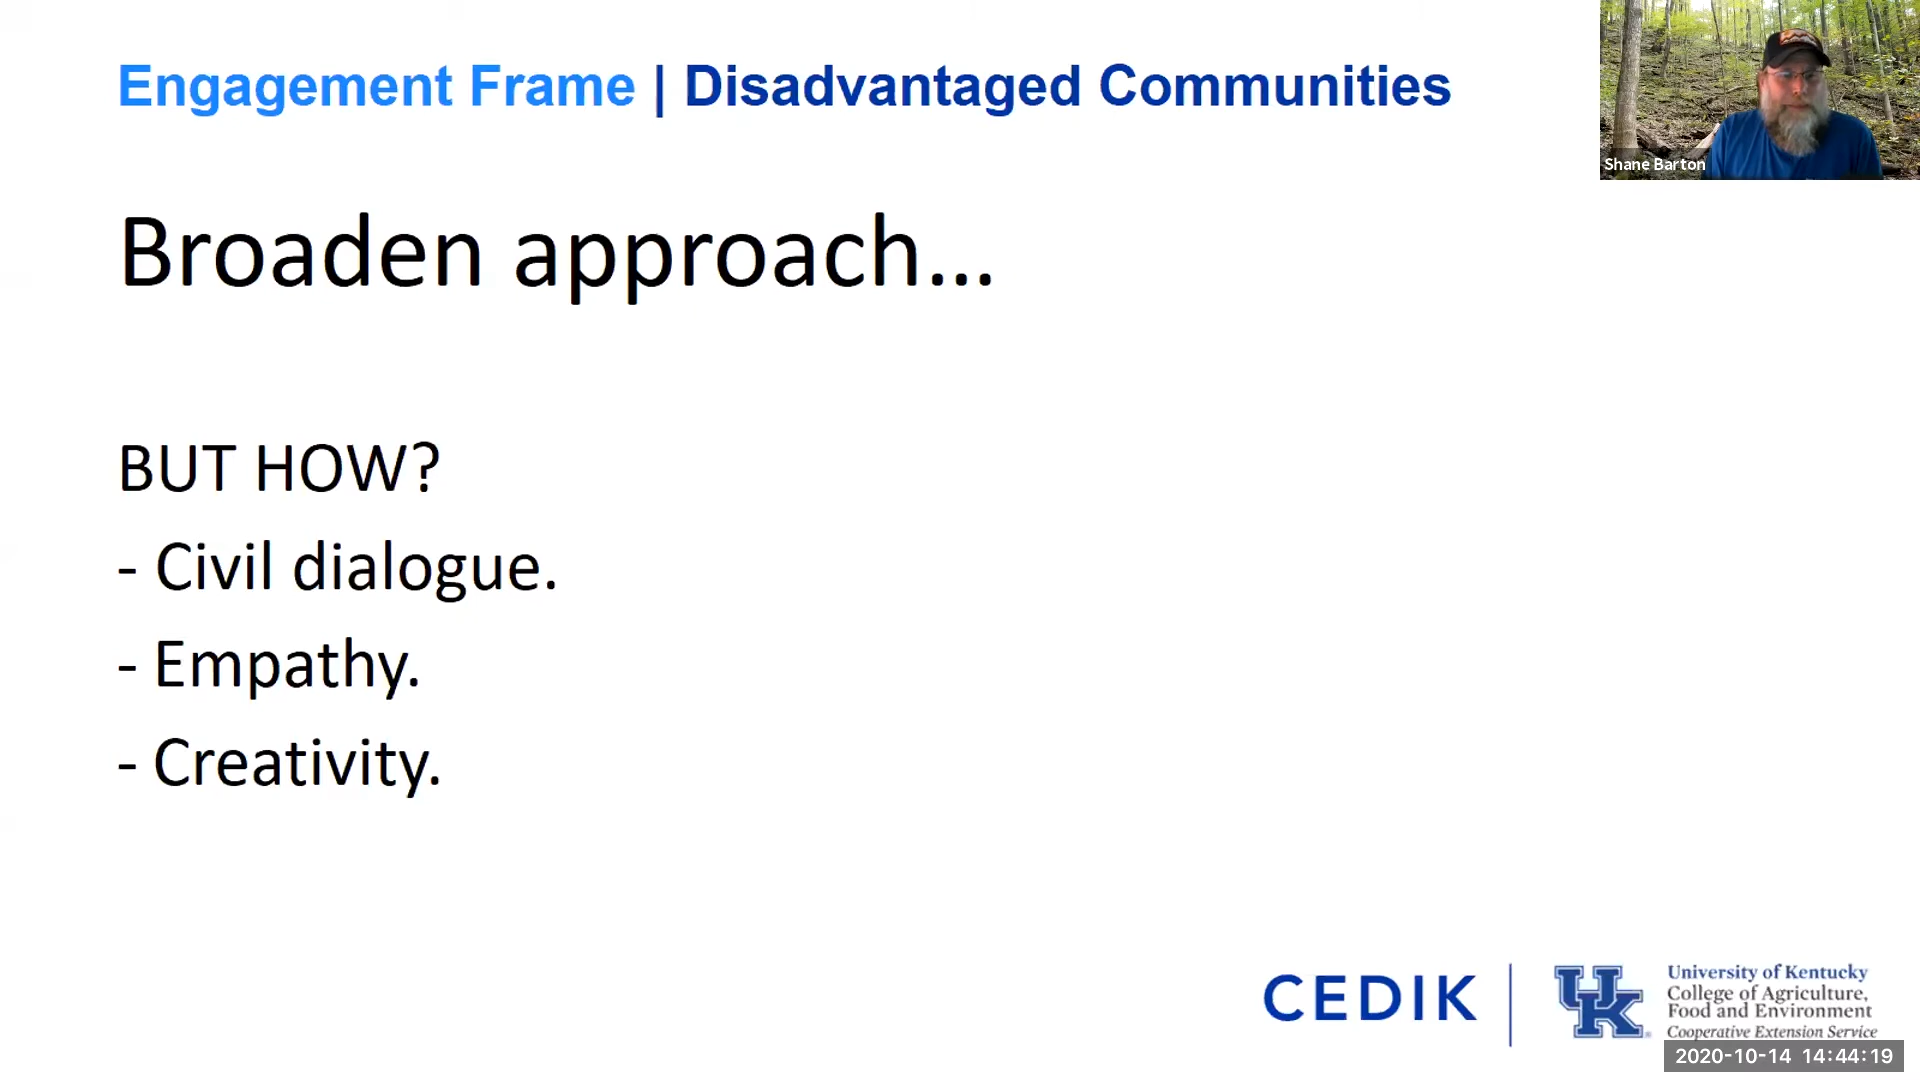 Engagement Frame | Disadvantaged Communities
Shane Barton
Broaden approach...
BUT HOW?
- Civil dialogue.
- Empathy.
- Creativity.
CEDIK
UK
University of Kentucky
College of Agriculture,
Food and Environment
Cooperative Extension Service
2020-10-14 14:44:19